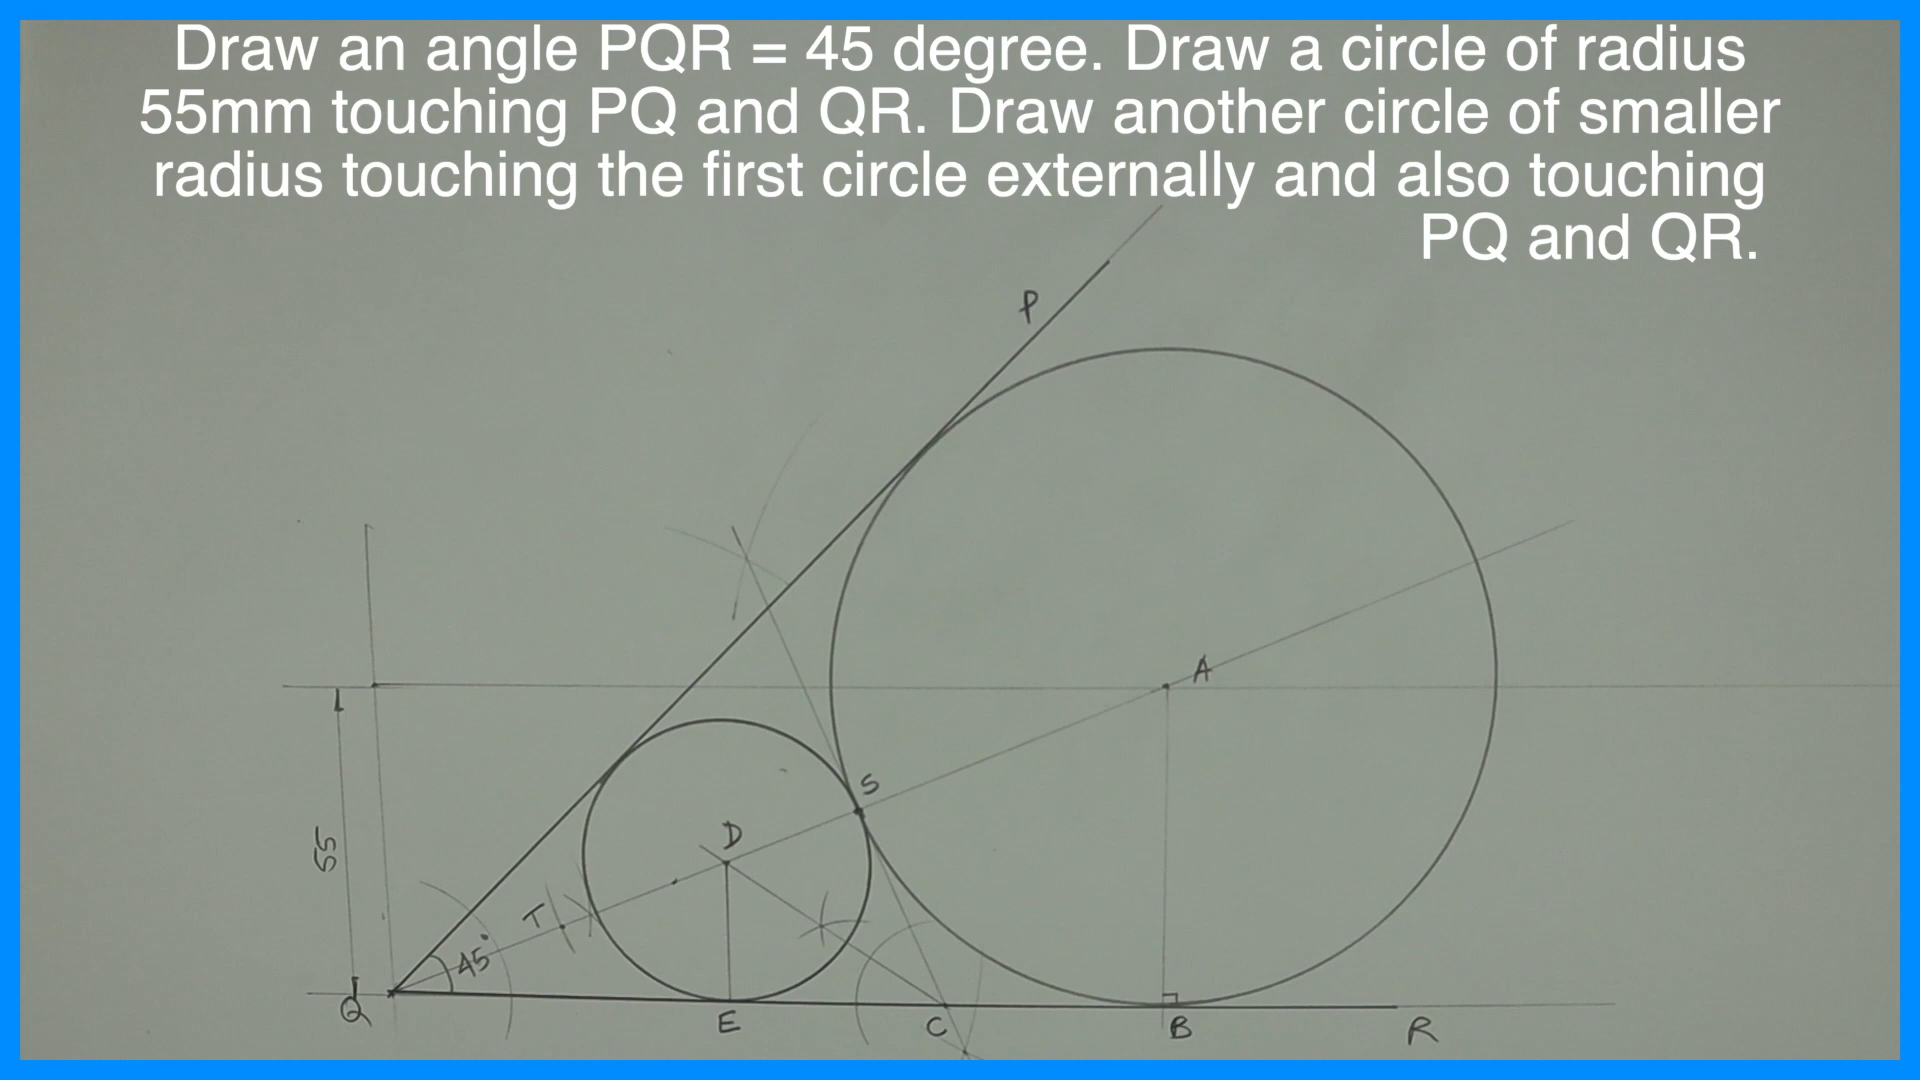 Draw an angle PQR = 45 degree. Draw a circle of radius
55mm touching PQ and QR. Draw another circle of smaller
radius touching the first circle externally and also touching
PQ and QR.
P
A
S
D
55
T
45°
Q
E
C
B
R